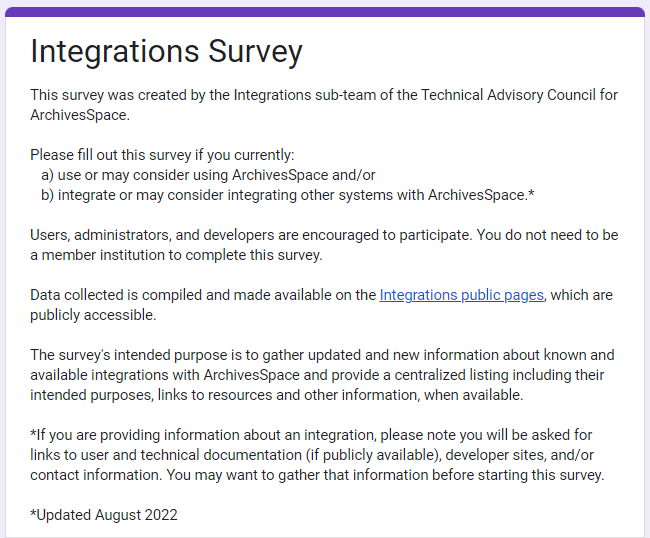 Integrations Survey
This survey was created by the Integrations sub-team of the Technical Advisory Council for
ArchivesSpace.
Please fill out this survey if you currently:
a) use or may consider using ArchivesSpace and/or
b) integrate or may consider integrating other systems with ArchivesSpace.*
Users, administrators, and developers are encouraged to participate. You do not need to be
a member institution to complete this survey.
Data collected is compiled and made available on the Integrations public pages, which are
publicly accessible.
The survey's intended purpose is to gather updated and new information about known and
available integrations with ArchivesSpace and provide a centralized listing including their
intended purposes, links to resources and other information, when available.
*If you are providing information about an integration, please note you will be asked for
links to user and technical documentation (if publicly available), developer sites, and/or
contact information. You may want to gather that information before starting this survey.
*Updated August 2022